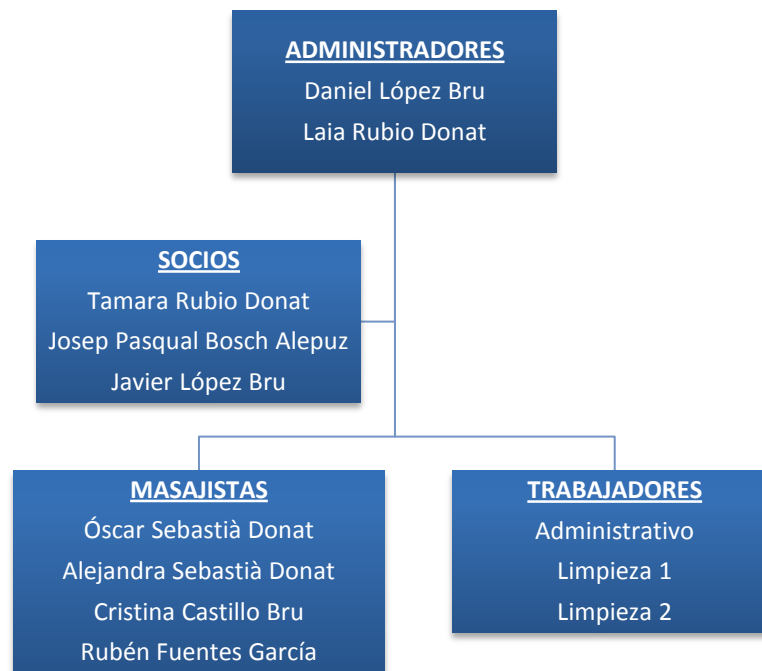 ADMINISTRADORES
Daniel López Bru
Laia Rubio Donat
SOCIOS
Tamara Rubio Donat
Josep Pasqual Bosch Alepuz
Javier López Bru
MASAJISTAS
Óscar Sebastià Donat
Alejandra Sebastià Donat
Cristina Castillo Bru
Rubén Fuentes García
TRABAJADORES
Administrativo
Limpieza 1
Limpieza 2